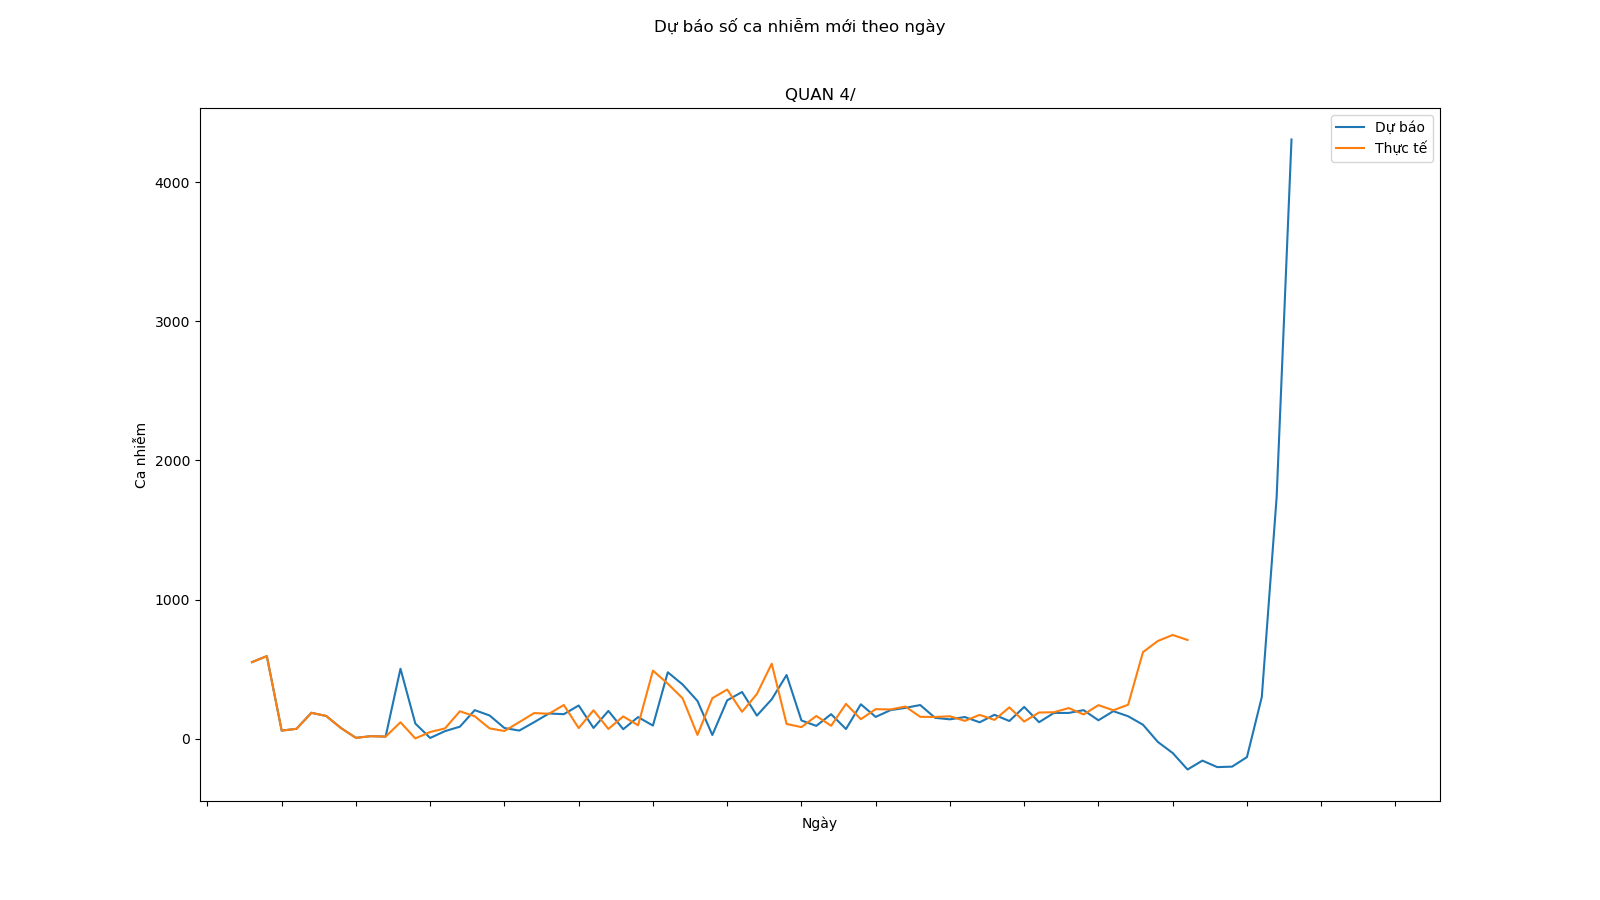 Dự báo số ca nhiễm mới theo ngày
QUAN 4/
Dự báo
Thực tế
4000
3000
2000
1000
0
Ca nhiễm
Ngày